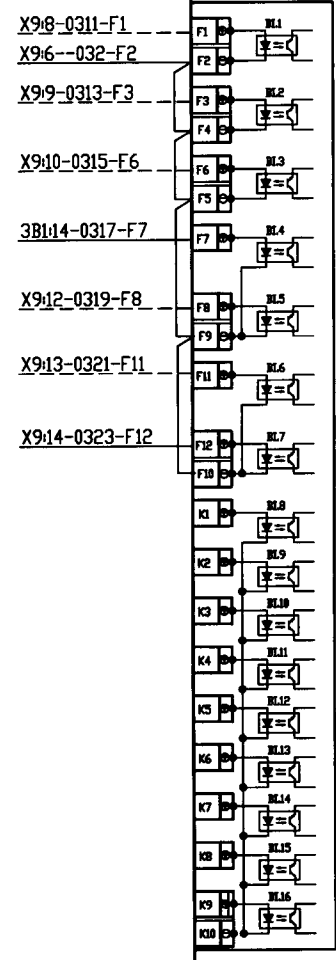 X9:8-0311-F1
F1
BL1
X9:6--032-F2
F2
X9:9-0313-F3
F3
BL2
F4
X9:10-0315-F6
F6
BL3
F5
3B1:14-0317-F7
F7
BL4
X9:12-0319-F8
F8
BL5
F9
X9:13-0321-F11
F11
BL6
X9:14-0323-F12
F12
BL7
F10
K1
BL8
K2
BL9
K3
BL10
K4
BL11
K5
BL12
K6
BL13
K7
BL14
K8
BL15
K9
BL16
K10